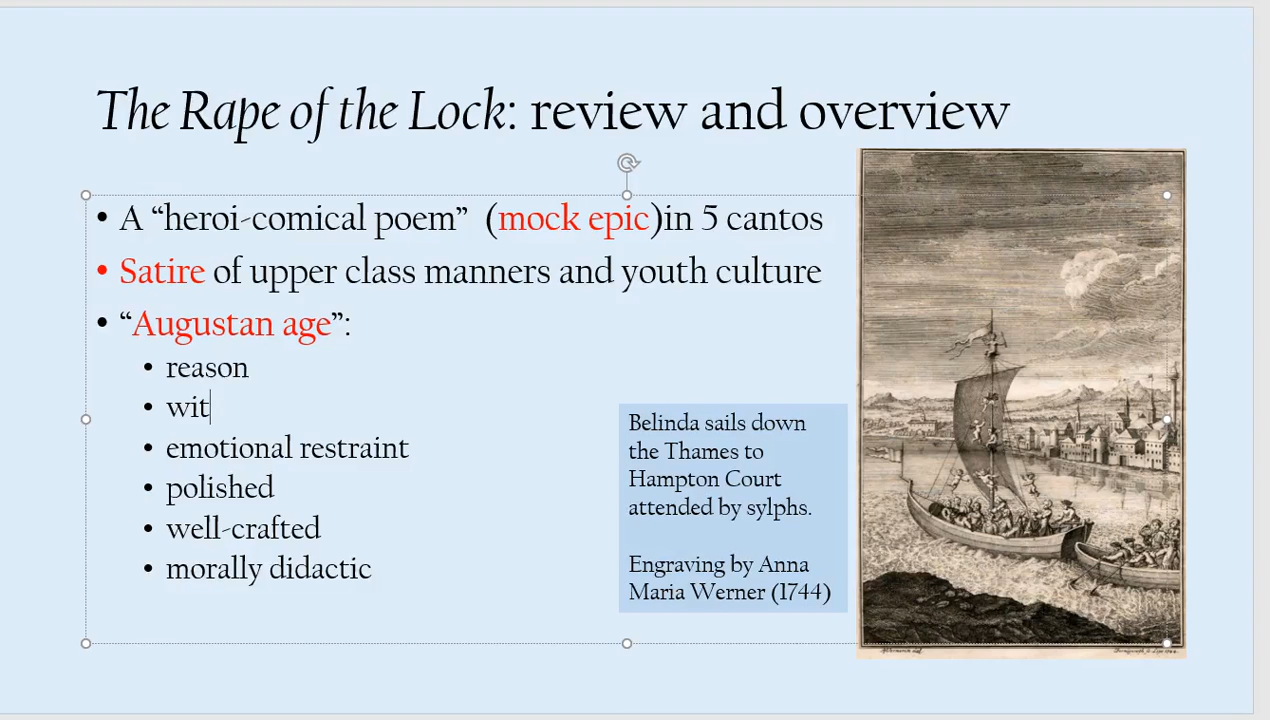 The Rape of the Lock: review and overview
• A “heroi-comical poem” (mock epic)in 5 cantos
• Satire of upper class manners and youth culture
• “Augustan age”:
• reason
• wit
• emotional restraint
• polished
• well-crafted
• morally didactic
Belinda sails down
the Thames to
Hampton Court
attended by sylphs.
Engraving by Anna
Maria Werner (1744)